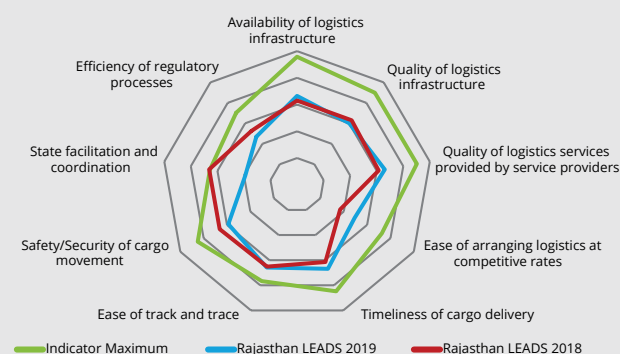 Availability of logistics
infrastructure
Efficiency of regulatory
processes
Quality of logistics
infrastructure
State facilitation and
coordination
Quality of logistics services
provided by service providers
Safety/Security of cargo
movement
Ease of arranging logistics at
competitive rates
Ease of track and trace
Timeliness of cargo delivery
Indicator Maximum
Rajasthan LEADS 2019
Rajasthan LEADS 2018